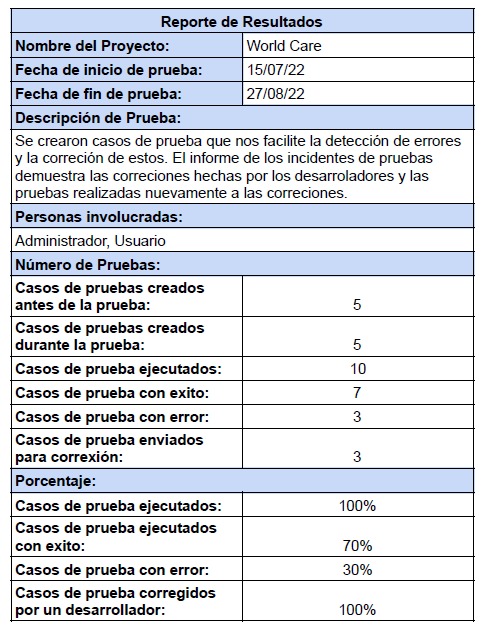 Reporte de Resultados
Nombre del Proyecto: World Care
Fecha de inicio de prueba: 15/07/22
Fecha de fin de prueba: 27/08/22
Descripción de Prueba:
Se crearon casos de prueba que nos facilite la detección de errores
y la correción de estos. El informe de los incidentes de pruebas
demuestra las correciones hechas por los desarroladores y las
pruebas realizadas nuevamente a las correciones.
Personas involucradas:
Administrador, Usuario
Número de Pruebas:
Casos de pruebas creados
antes de la prueba: 5
Casos de pruebas creados
durante la prueba: 5
Casos de prueba ejecutados: 10
Casos de prueba con exito: 7
Casos de prueba con error: 3
Casos de prueba enviados
para correxión: 3
Porcentaje:
Casos de prueba ejecutados: 100%
Casos de prueba ejecutados
con exito: 70%
Casos de prueba con error: 30%
Casos de prueba corregidos
por un desarrollador: 100%